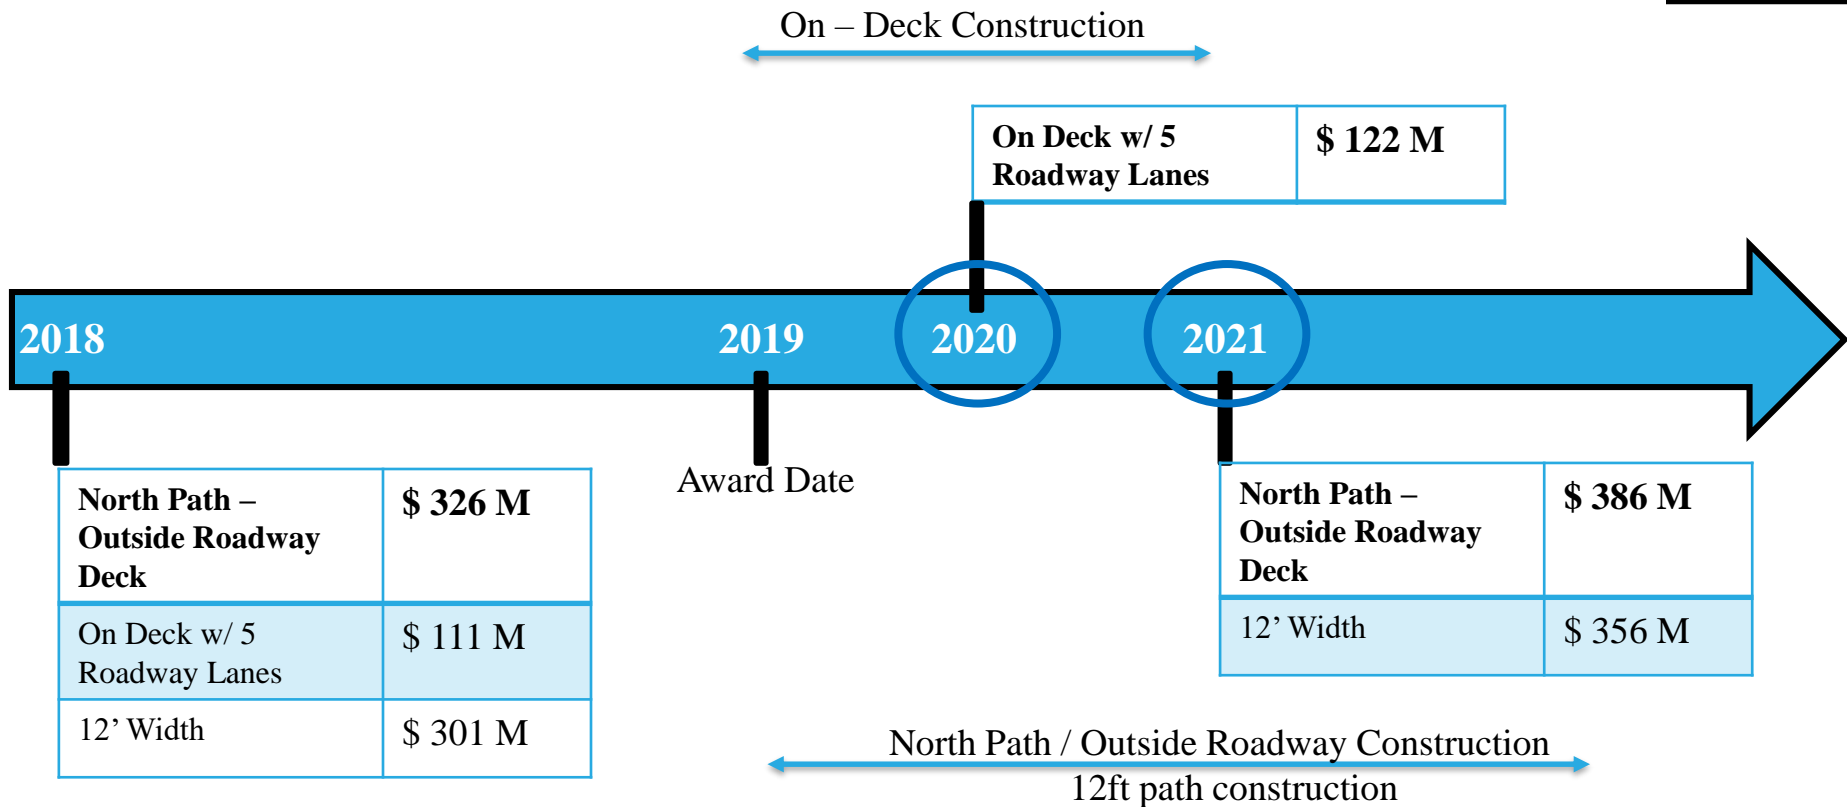 On – Deck Construction
On Deck w/ 5
Roadway Lanes
$ 122 M
2018
2019
2020
2021
Award Date
North Path –
Outside Roadway
Deck
$ 326 M
On Deck w/ 5
Roadway Lanes
$ 111 M
12’ Width
$ 301 M
North Path –
Outside Roadway
Deck
$ 386 M
12’ Width
$ 356 M
North Path / Outside Roadway Construction
12ft path construction